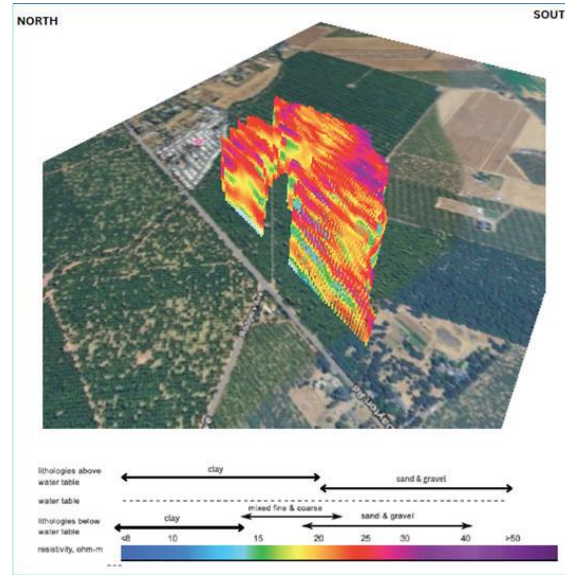 NORTH
SOUT
lithologies above
water table
clay
sand & gravel
water table
mixed fine & coarse
lithologies below
water table
clay
sand & gravel
resistivity, ohm-m
<8 10 15 20 25 30 40 >50